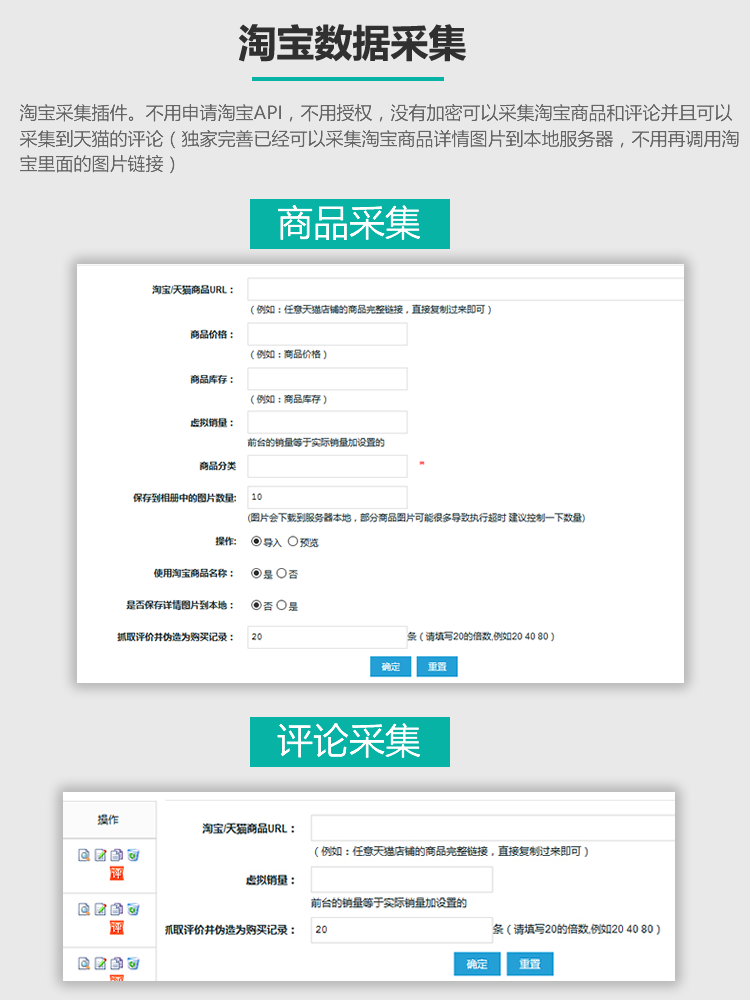 淘宝数据采集
淘宝采集插件。不用申请淘宝API，不用授权，没有加密可以采集淘宝商品和评论并且可以
采集到天猫的评论（独家完善已经可以采集淘宝商品详情图片到本地服务器，不用再调用淘
宝里面的图片链接）
商品采集
淘宝/天猫商品URL：
（例如：任意天猫店铺的商品完整链接，直接复制过来即可）
商品价格：
（例如：商品价格）
商品库存：
（例如：商品库存）
虚拟销量：
前台的销量等于实际销量加设置的
商品分类 *
保存到相册中的图片数量: 10
(图片会下载到服务器本地，部分商品图片可能很多导致执行超时 建议控制一下数量)
操作: 导入 预览
使用淘宝商品名称： 是 否
是否保存详情图片到本地： 否 是
抓取评价并伪造为购买记录： 20 条（请填写20的倍数,例如20 40 80）
确定 重置
评论采集
操作
评
评
评
淘宝/天猫商品URL：
（例如：任意天猫店铺的商品完整链接，直接复制过来即可）
虚拟销量：
前台的销量等于实际销量加设置的
抓取评价并伪造为购买记录： 20 条（请填写20的倍数,例如20 40 80）
确定 重置